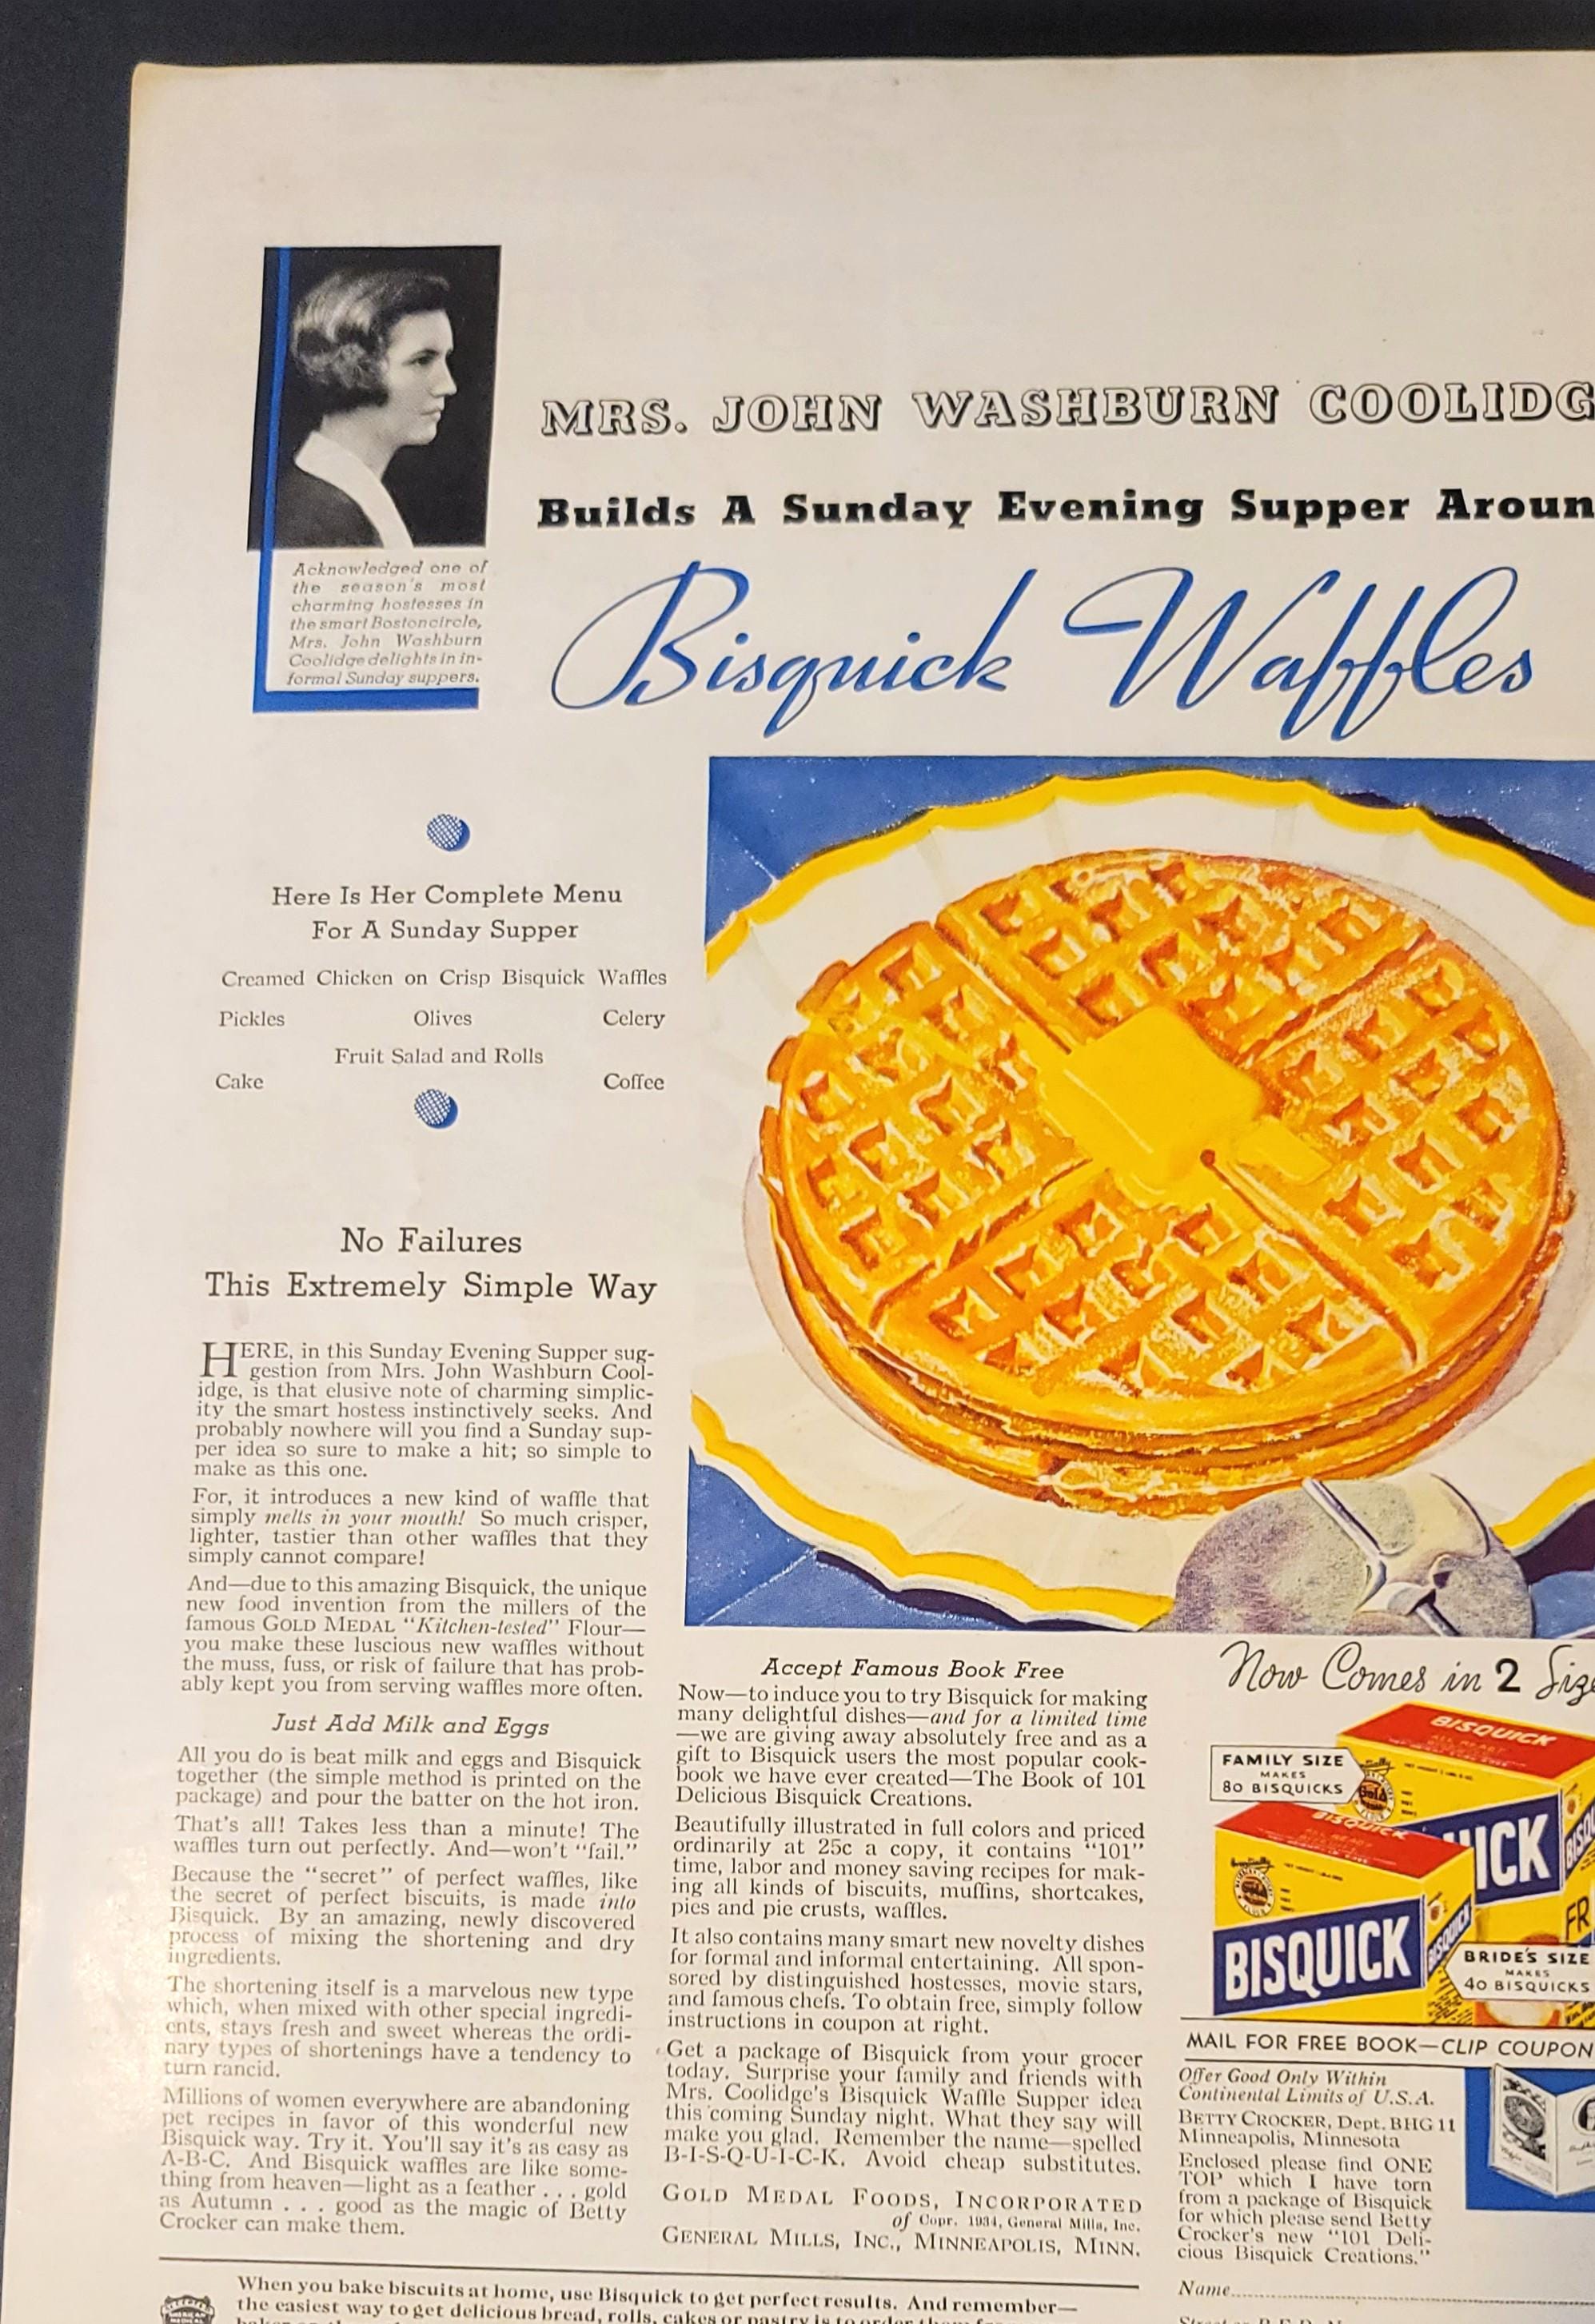 MRS. JOHN WASHBURN COOLIDG
Builds A Sunday Evening Supper Aroun
Bisquick Waffles
Acknowledged one of
the season's most
charming hostesses in
the smart Boston circle,
Mrs. John Washburn
Coolidge delights in in-
formal Sunday suppers.
Here Is Her Complete Menu
For A Sunday Supper
Creamed Chicken on Crisp Bisquick Waffles
Pickles Olives Celery
Fruit Salad and Rolls
Cake Coffee
No Failures
This Extremely Simple Way
HERE, in this Sunday Evening Supper sug-
gestion from Mrs. John Washburn Cool-
idge, is that elusive note of charming simplic-
ity the smart hostess instinctively seeks. And
probably nowhere will you find a Sunday sup-
per idea so sure to make a hit; so simple to
make as this one.
For, it introduces a new kind of waffle that
simply melts in your mouth! So much crisper,
lighter, tastier than other waffles that they
simply cannot compare!
And—due to this amazing Bisquick, the unique
new food invention from the millers of the
famous GOLD MEDAL "Kitchen-tested" Flour—
you make these luscious new waffles without
the muss, fuss, or risk of failure that has prob-
ably kept you from serving waffles more often.
Just Add Milk and Eggs
All you do is beat milk and eggs and Bisquick
together (the simple method is printed on the
package) and pour the batter on the hot iron.
That's all! Takes less than a minute! The
waffles turn out perfectly. And—won't "fail."
Because the "secret" of perfect waffles, like
the secret of perfect biscuits, is made into
Bisquick. By an amazing, newly discovered
process of mixing the shortening and dry
ingredients.
The shortening itself is a marvelous new type
which, when mixed with other special ingredi-
ents, stays fresh and sweet whereas the ordi-
nary types of shortenings have a tendency to
turn rancid.
Millions of women everywhere are abandoning
pet recipes in favor of this wonderful new
Bisquick way. Try it. You'll say it's as easy as
A-B-C. And Bisquick waffles are like some-
thing from heaven—light as a feather . . . gold
as Autumn . . . good as the magic of Betty
Crocker can make them.
Accept Famous Book Free
Now—to induce you to try Bisquick for making
many delightful dishes—and for a limited time
—we are giving away absolutely free and as a
gift to Bisquick users the most popular cook-
book we have ever created—The Book of 101
Delicious Bisquick Creations.
Beautifully illustrated in full colors and priced
ordinarily at 25c a copy, it contains "101"
time, labor and money saving recipes for mak-
ing all kinds of biscuits, muffins, shortcakes,
pies and pie crusts, waffles.
It also contains many smart new novelty dishes
for formal and informal entertaining. All spon-
sored by distinguished hostesses, movie stars,
and famous chefs. To obtain free, simply follow
instructions in coupon at right.
Get a package of Bisquick from your grocer
today. Surprise your family and friends with
Mrs. Coolidge's Bisquick Waffle Supper idea
this coming Sunday night. What they say will
make you glad. Remember the name—spelled
B-I-S-Q-U-I-C-K. Avoid cheap substitutes.
GOLD MEDAL FOODS, INCORPORATED
of Copr. 1934, General Mills, Inc.
GENERAL MILLS, INC., MINNEAPOLIS, MINN.
Now Comes in 2 Size
BISQUICK
FAMILY SIZE
MAKES
80 BISQUICKS
Gold
BISQUICK
UICK
BISQU
FR
BISQUICK
BISQUICK
BRIDE'S SIZE
MAKES
40 BISQUICKS
MAIL FOR FREE BOOK—CLIP COUPON
Offer Good Only Within
Continental Limits of U.S.A.
BETTY CROCKER, Dept. BHG 11
Minneapolis, Minnesota
Enclosed please find ONE
TOP which I have torn
from a package of Bisquick
for which please send Betty
Crocker's new "101 Deli-
cious Bisquick Creations."
Name
When you bake biscuits at home, use Bisquick to get perfect results. And remember—
the easiest way to get delicious bread, rolls, cakes or pastry is to order them